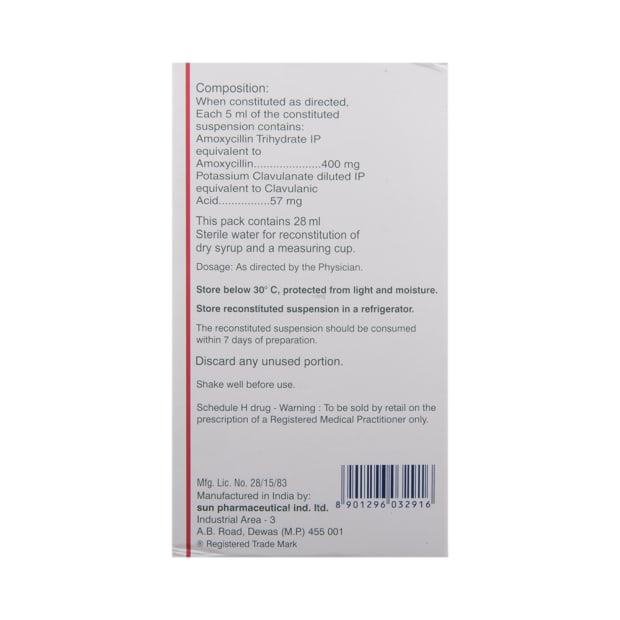 Composition:
When constituted as directed,
Each 5 ml of the constituted
suspension contains:
Amoxycillin Trihydrate IP
equivalent to
Amoxycillin.....................400 mg
Potassium Clavulanate diluted IP
equivalent to Clavulanic
Acid................57 mg
This pack contains 28 ml
Sterile water for reconstitution of
dry syrup and a measuring cup.
Dosage: As directed by the Physician.
Store below 30° C, protected from light and moisture.
Store reconstituted suspension in a refrigerator.
The reconstituted suspension should be consumed
within 7 days of preparation.
Discard any unused portion.
Shake well before use.
Schedule H drug - Warning : To be sold by retail on the
prescription of a Registered Medical Practitioner only.
Mfg. Lic. No. 28/15/83
Manufactured in India by:
sun pharmaceutical ind. ltd.
Industrial Area - 3
A.B. Road, Dewas (M.P.) 455 001
® Registered Trade Mark
8 901296 032916